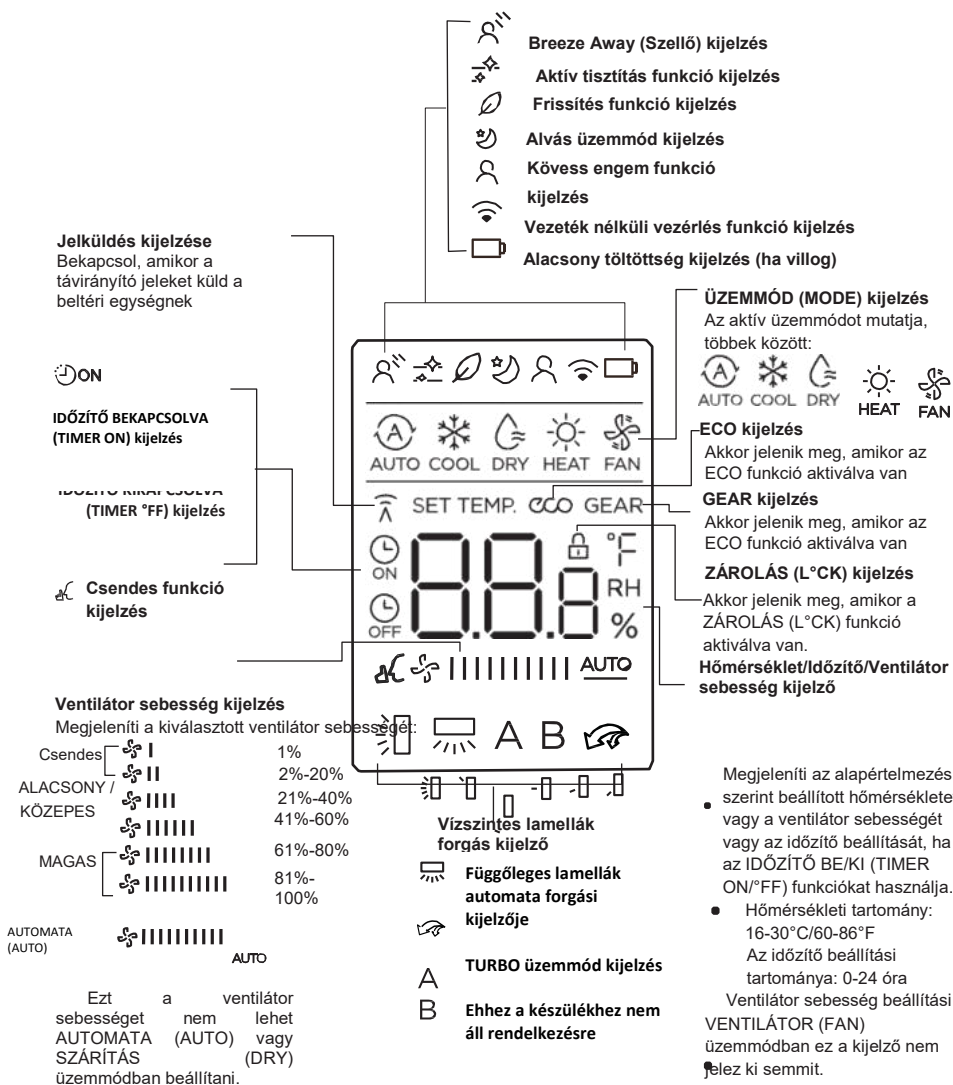 Breeze Away (Szellő) kijelzés
Aktív tisztítás funkció kijelzés
Frissítés funkció kijelzés
Alvás üzemmód kijelzés
Kövess engem funkció
kijelzés
Vezeték nélküli vezérlés funkció kijelzés
Alacsony töltöttség kijelzés (ha villog)
Jelküldés kijelzése
Bekapcsol, amikor a
távirányító jeleket küld a
beltéri egységnek
ON
IDŐZÍTŐ BEKAPCSOLVA
(TIMER ON) kijelzés
IDŐZÍTŐ KIKAPCSOLVA
(TIMER °FF) kijelzés
Csendes funkció
kijelzés
AUTO COOL DRY HEAT FAN
SET TEMP. eco GEAR
ON
OFF
88.8
°F
RH
%
AUTO
A B
ÜZEMMÓD (MODE) kijelzés
Az aktív üzemmódot mutatja,
többek között:
A
AUTO COOL DRY HEAT FAN
ECO kijelzés
Akkor jelenik meg, amikor az
ECO funkció aktiválva van
GEAR kijelzés
Akkor jelenik meg, amikor az
ECO funkció aktiválva van
ZÁROLÁS (L°CK) kijelzés
Akkor jelenik meg, amikor a
ZÁROLÁS (L°CK) funkció
aktiválva van.
Hőmérséklet/Időzítő/Ventilátor
sebesség kijelző
Ventilátor sebesség kijelzés
Megjeleníti a kiválasztott ventilátor sebességét:
Csendes
1%
2%-20%
ALACSONY /
KÖZEPES
21%-40%
41%-60%
MAGAS
61%-80%
81%-
100%
AUTOMATA
(AUTO)
AUTO
Ezt a ventilátor
sebességet nem lehet
AUTOMATA (AUTO) vagy
SZÁRÍTÁS (DRY)
üzemmódban beállítani.
Vízszintes lamellák
forgás kijelző
Függőleges lamellák
automata forgási
kijelzője
TURBO üzemmód kijelzés
A
B
Ehhez a készülékhez nem
áll rendelkezésre
Megjeleníti az alapértelmezés
szerint beállított hőmérséklete
vagy a ventilátor sebességét
vagy az időzítő beállítását, ha
az IDŐZÍTŐ BE/KI (TIMER
ON/°FF) funkciókat használja.
Hőmérsékleti tartomány:
16-30°C/60-86°F
Az időzítő beállítási
tartománya: 0-24 óra
Ventilátor sebesség beállítási
VENTILÁTOR (FAN)
üzemmódban ez a kijelző nem
jelez ki semmit.